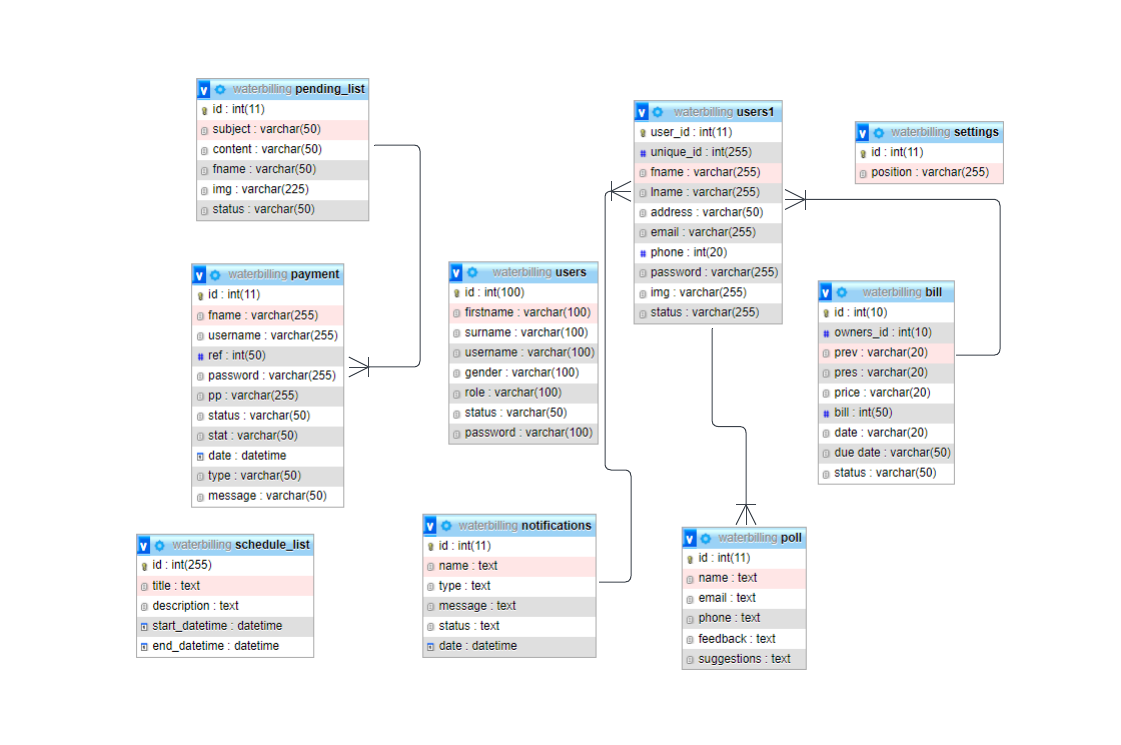 waterbilling pending_list
id : int(11)
subject : varchar(50)
content : varchar(50)
fname : varchar(50)
img : varchar(225)
status : varchar(50)
waterbilling payment
id : int(11)
fname : varchar(255)
username : varchar(255)
ref : int(50)
password : varchar(255)
pp : varchar(255)
status : varchar(50)
stat : varchar(50)
date : datetime
type : varchar(50)
message : varchar(50)
waterbilling schedule_list
id : int(255)
title : text
description : text
start_datetime : datetime
end_datetime : datetime
waterbilling users
id : int(100)
firstname : varchar(100)
surname : varchar(100)
username : varchar(100)
gender : varchar(100)
role : varchar(100)
status : varchar(50)
password : varchar(100)
waterbilling notifications
id : int(11)
name : text
type : text
message : text
status : text
date : datetime
waterbilling users1
user_id : int(11)
unique_id : int(255)
fname : varchar(255)
lname : varchar(255)
address : varchar(50)
email : varchar(255)
phone : int(20)
password : varchar(255)
img : varchar(255)
status : varchar(255)
waterbilling poll
id : int(11)
name : text
email : text
phone : text
feedback : text
suggestions : text
waterbilling settings
id : int(11)
position : varchar(255)
waterbilling bill
id : int(10)
owners_id : int(10)
prev : varchar(20)
pres : varchar(20)
price : varchar(20)
bill : int(50)
date : varchar(20)
due date : varchar(50)
status : varchar(50)